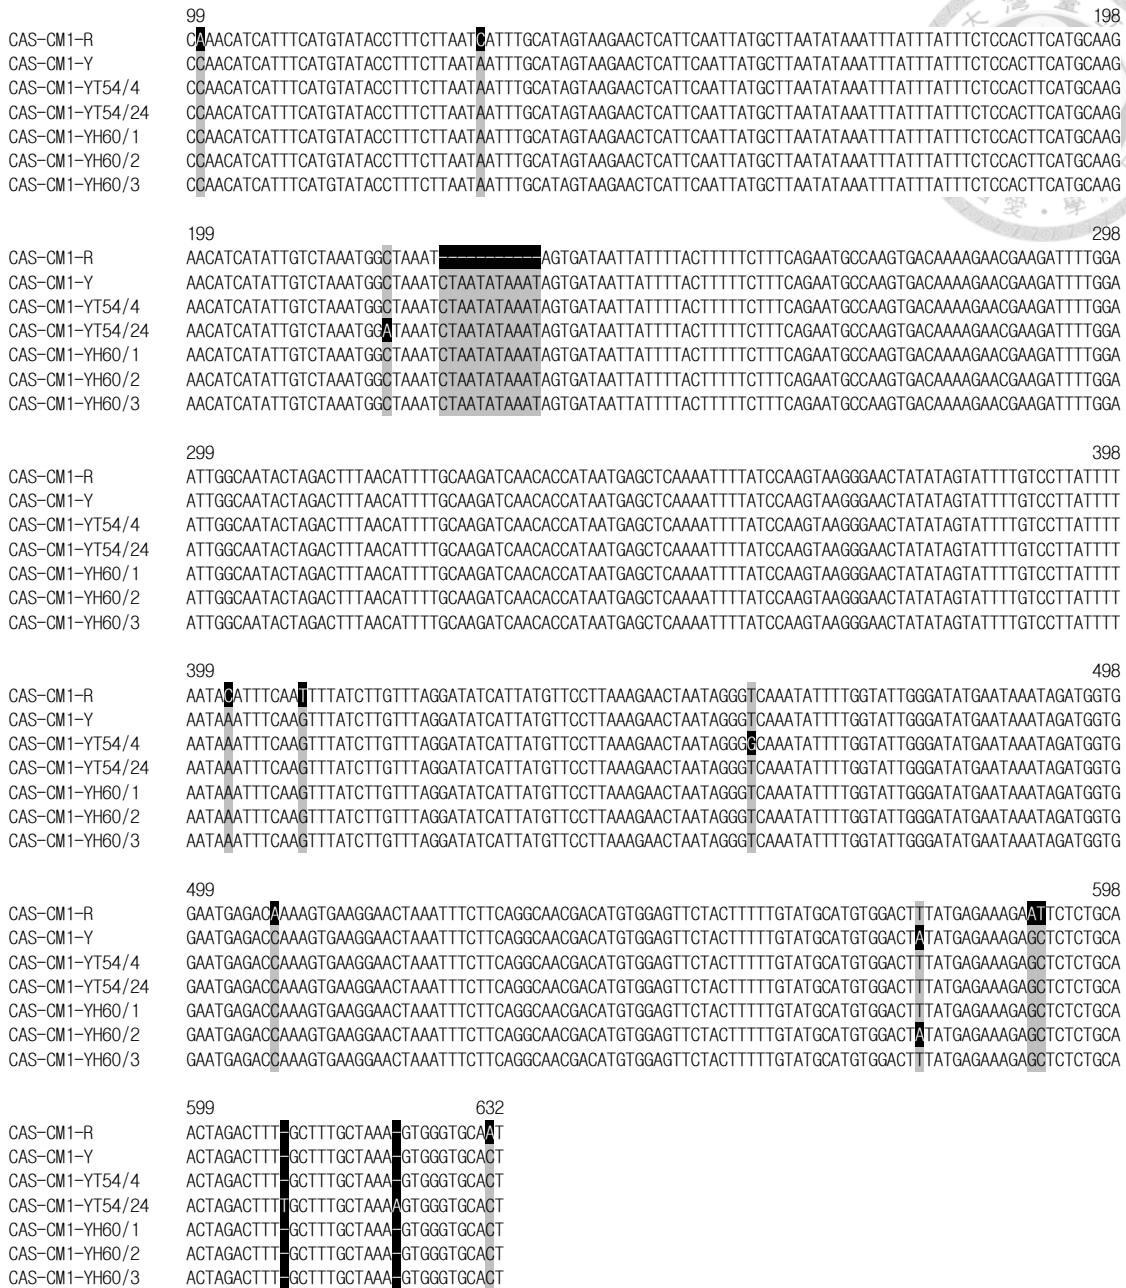 99 198
CAS-CM1-R CAAACATCATTTCATGTATACCTTTCTTAATCATTTGCATAGTAAGAACTCATTCAATTATGCTTAATATAAATTTATTTATTTCTCCACTTCATGCAAG
CAS-CM1-Y CCAACATCATTTCATGTATACCTTTCTTAATAATTTGCATAGTAAGAACTCATTCAATTATGCTTAATATAAATTTATTTATTTCTCCACTTCATGCAAG
CAS-CM1-YT54/4 CCAACATCATTTCATGTATACCTTTCTTAATAATTTGCATAGTAAGAACTCATTCAATTATGCTTAATATAAATTTATTTATTTCTCCACTTCATGCAAG
CAS-CM1-YT54/24 CCAACATCATTTCATGTATACCTTTCTTAATAATTTGCATAGTAAGAACTCATTCAATTATGCTTAATATAAATTTATTTATTTCTCCACTTCATGCAAG
CAS-CM1-YH60/1 CCAACATCATTTCATGTATACCTTTCTTAATAATTTGCATAGTAAGAACTCATTCAATTATGCTTAATATAAATTTATTTATTTCTCCACTTCATGCAAG
CAS-CM1-YH60/2 CCAACATCATTTCATGTATACCTTTCTTAATAATTTGCATAGTAAGAACTCATTCAATTATGCTTAATATAAATTTATTTATTTCTCCACTTCATGCAAG
CAS-CM1-YH60/3 CCAACATCATTTCATGTATACCTTTCTTAATAATTTGCATAGTAAGAACTCATTCAATTATGCTTAATATAAATTTATTTATTTCTCCACTTCATGCAAG
199 298
CAS-CM1-R AACATCATATTGTCTAAATGGCTAAAT-----------AGTGATAATTATTTTACTTTTTCTTTCAGAATGCCAAGTGACAAAAGAACGAAGATTTTGGA
CAS-CM1-Y AACATCATATTGTCTAAATGGCTAAATCTAATATAAATAGTGATAATTATTTTACTTTTTCTTTCAGAATGCCAAGTGACAAAAGAACGAAGATTTTGGA
CAS-CM1-YT54/4 AACATCATATTGTCTAAATGGCTAAATCTAATATAAATAGTGATAATTATTTTACTTTTTCTTTCAGAATGCCAAGTGACAAAAGAACGAAGATTTTGGA
CAS-CM1-YT54/24 AACATCATATTGTCTAAATGGATAAATCTAATATAAATAGTGATAATTATTTTACTTTTTCTTTCAGAATGCCAAGTGACAAAAGAACGAAGATTTTGGA
CAS-CM1-YH60/1 AACATCATATTGTCTAAATGGCTAAATCTAATATAAATAGTGATAATTATTTTACTTTTTCTTTCAGAATGCCAAGTGACAAAAGAACGAAGATTTTGGA
CAS-CM1-YH60/2 AACATCATATTGTCTAAATGGCTAAATCTAATATAAATAGTGATAATTATTTTACTTTTTCTTTCAGAATGCCAAGTGACAAAAGAACGAAGATTTTGGA
CAS-CM1-YH60/3 AACATCATATTGTCTAAATGGCTAAATCTAATATAAATAGTGATAATTATTTTACTTTTTCTTTCAGAATGCCAAGTGACAAAAGAACGAAGATTTTGGA
299 398
CAS-CM1-R ATTGGCAATACTAGACTTTAACATTTTGCAAGATCAACACCATAATGAGCTCAAAATTTTATCCAAGTAAGGGAACTATATAGTATTTTGTCCTTATTTT
CAS-CM1-Y ATTGGCAATACTAGACTTTAACATTTTGCAAGATCAACACCATAATGAGCTCAAAATTTTATCCAAGTAAGGGAACTATATAGTATTTTGTCCTTATTTT
CAS-CM1-YT54/4 ATTGGCAATACTAGACTTTAACATTTTGCAAGATCAACACCATAATGAGCTCAAAATTTTATCCAAGTAAGGGAACTATATAGTATTTTGTCCTTATTTT
CAS-CM1-YT54/24 ATTGGCAATACTAGACTTTAACATTTTGCAAGATCAACACCATAATGAGCTCAAAATTTTATCCAAGTAAGGGAACTATATAGTATTTTGTCCTTATTTT
CAS-CM1-YH60/1 ATTGGCAATACTAGACTTTAACATTTTGCAAGATCAACACCATAATGAGCTCAAAATTTTATCCAAGTAAGGGAACTATATAGTATTTTGTCCTTATTTT
CAS-CM1-YH60/2 ATTGGCAATACTAGACTTTAACATTTTGCAAGATCAACACCATAATGAGCTCAAAATTTTATCCAAGTAAGGGAACTATATAGTATTTTGTCCTTATTTT
CAS-CM1-YH60/3 ATTGGCAATACTAGACTTTAACATTTTGCAAGATCAACACCATAATGAGCTCAAAATTTTATCCAAGTAAGGGAACTATATAGTATTTTGTCCTTATTTT
399 498
CAS-CM1-R AATACATTTCAATTTTATCTTGTTTAGGATATCATTATGTTCCTTAAAGAACTAATAGGGTCAAATATTTTGGTATTGGGATATGAATAAATAGATGGTG
CAS-CM1-Y AATAAATTTCAAGTTTATCTTGTTTAGGATATCATTATGTTCCTTAAAGAACTAATAGGGTCAAATATTTTGGTATTGGGATATGAATAAATAGATGGTG
CAS-CM1-YT54/4 AATAAATTTCAAGTTTATCTTGTTTAGGATATCATTATGTTCCTTAAAGAACTAATAGGGGCAAATATTTTGGTATTGGGATATGAATAAATAGATGGTG
CAS-CM1-YT54/24 AATAAATTTCAAGTTTATCTTGTTTAGGATATCATTATGTTCCTTAAAGAACTAATAGGGTCAAATATTTTGGTATTGGGATATGAATAAATAGATGGTG
CAS-CM1-YH60/1 AATAAATTTCAAGTTTATCTTGTTTAGGATATCATTATGTTCCTTAAAGAACTAATAGGGTCAAATATTTTGGTATTGGGATATGAATAAATAGATGGTG
CAS-CM1-YH60/2 AATAAATTTCAAGTTTATCTTGTTTAGGATATCATTATGTTCCTTAAAGAACTAATAGGGTCAAATATTTTGGTATTGGGATATGAATAAATAGATGGTG
CAS-CM1-YH60/3 AATAAATTTCAAGTTTATCTTGTTTAGGATATCATTATGTTCCTTAAAGAACTAATAGGGTCAAATATTTTGGTATTGGGATATGAATAAATAGATGGTG
499 598
CAS-CM1-R GAATGAGACAAAAGTGAAGGAACTAAATTTCTTCAGGCAACGACATGTGGAGTTCTACTTTTTGTATGCATGTGGACTTTATGAGAAAGAATTCTCTGCA
CAS-CM1-Y GAATGAGACCAAAGTGAAGGAACTAAATTTCTTCAGGCAACGACATGTGGAGTTCTACTTTTTGTATGCATGTGGACTATATGAGAAAGAGCTCTCTGCA
CAS-CM1-YT54/4 GAATGAGACCAAAGTGAAGGAACTAAATTTCTTCAGGCAACGACATGTGGAGTTCTACTTTTTGTATGCATGTGGACTTTATGAGAAAGAGCTCTCTGCA
CAS-CM1-YT54/24 GAATGAGACCAAAGTGAAGGAACTAAATTTCTTCAGGCAACGACATGTGGAGTTCTACTTTTTGTATGCATGTGGACTTTATGAGAAAGAGCTCTCTGCA
CAS-CM1-YH60/1 GAATGAGACCAAAGTGAAGGAACTAAATTTCTTCAGGCAACGACATGTGGAGTTCTACTTTTTGTATGCATGTGGACTTTATGAGAAAGAGCTCTCTGCA
CAS-CM1-YH60/2 GAATGAGACCAAAGTGAAGGAACTAAATTTCTTCAGGCAACGACATGTGGAGTTCTACTTTTTGTATGCATGTGGACTATATGAGAAAGAGCTCTCTGCA
CAS-CM1-YH60/3 GAATGAGACCAAAGTGAAGGAACTAAATTTCTTCAGGCAACGACATGTGGAGTTCTACTTTTTGTATGCATGTGGACTTTATGAGAAAGAGCTCTCTGCA
599 632
CAS-CM1-R ACTAGACTTT-GCTTTGCTAAA-GTGGGTGCAAT
CAS-CM1-Y ACTAGACTTT-GCTTTGCTAAA-GTGGGTGCACT
CAS-CM1-YT54/4 ACTAGACTTT-GCTTTGCTAAA-GTGGGTGCACT
CAS-CM1-YT54/24 ACTAGACTTTTGCTTTGCTAAAAGTGGGTGCACT
CAS-CM1-YH60/1 ACTAGACTTT-GCTTTGCTAAA-GTGGGTGCACT
CAS-CM1-YH60/2 ACTAGACTTT-GCTTTGCTAAA-GTGGGTGCACT
CAS-CM1-YH60/3 ACTAGACTTT-GCTTTGCTAAA-GTGGGTGCACT